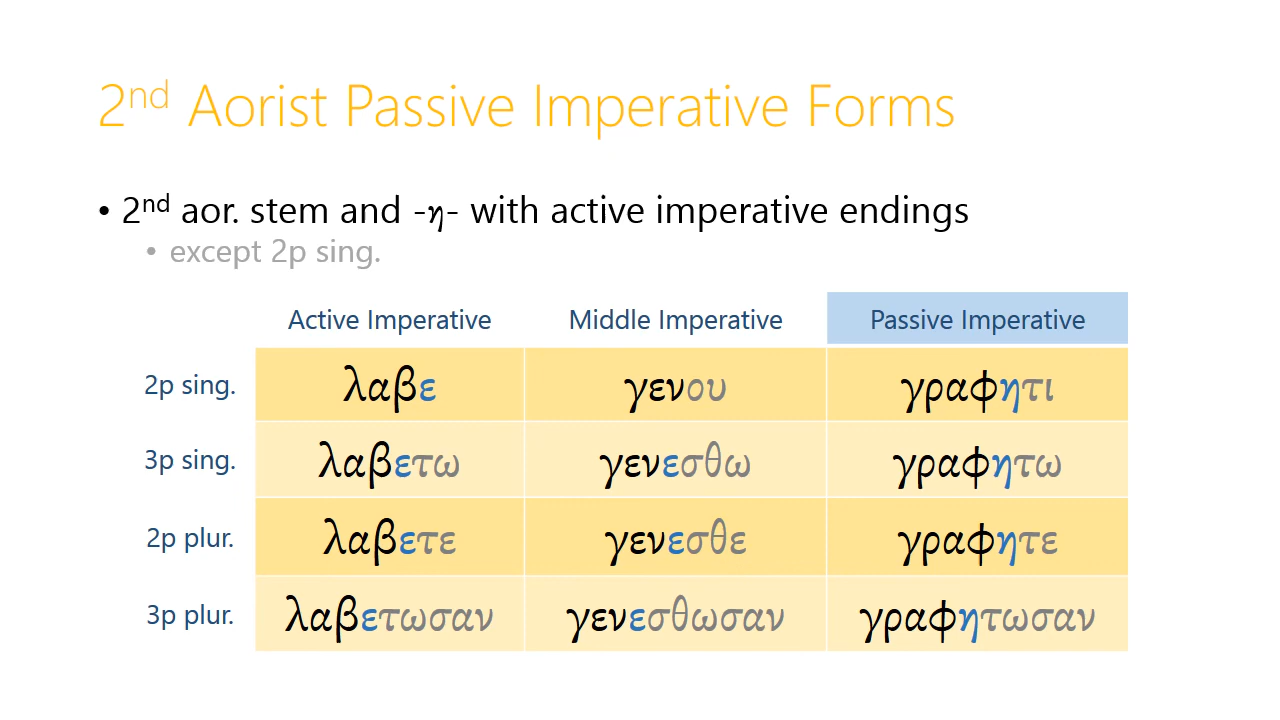 2nd Aorist Passive Imperative Forms
• 2nd aor. stem and -η- with active imperative endings
• except 2p sing.
Active Imperative Middle Imperative Passive Imperative
2p sing. λαβε γενου γραφητι
3p sing. λαβετω γενεσθω γραφητω
2p plur. λαβετε γενεσθε γραφητε
3p plur. λαβετωσαν γενεσθωσαν γραφητωσαν